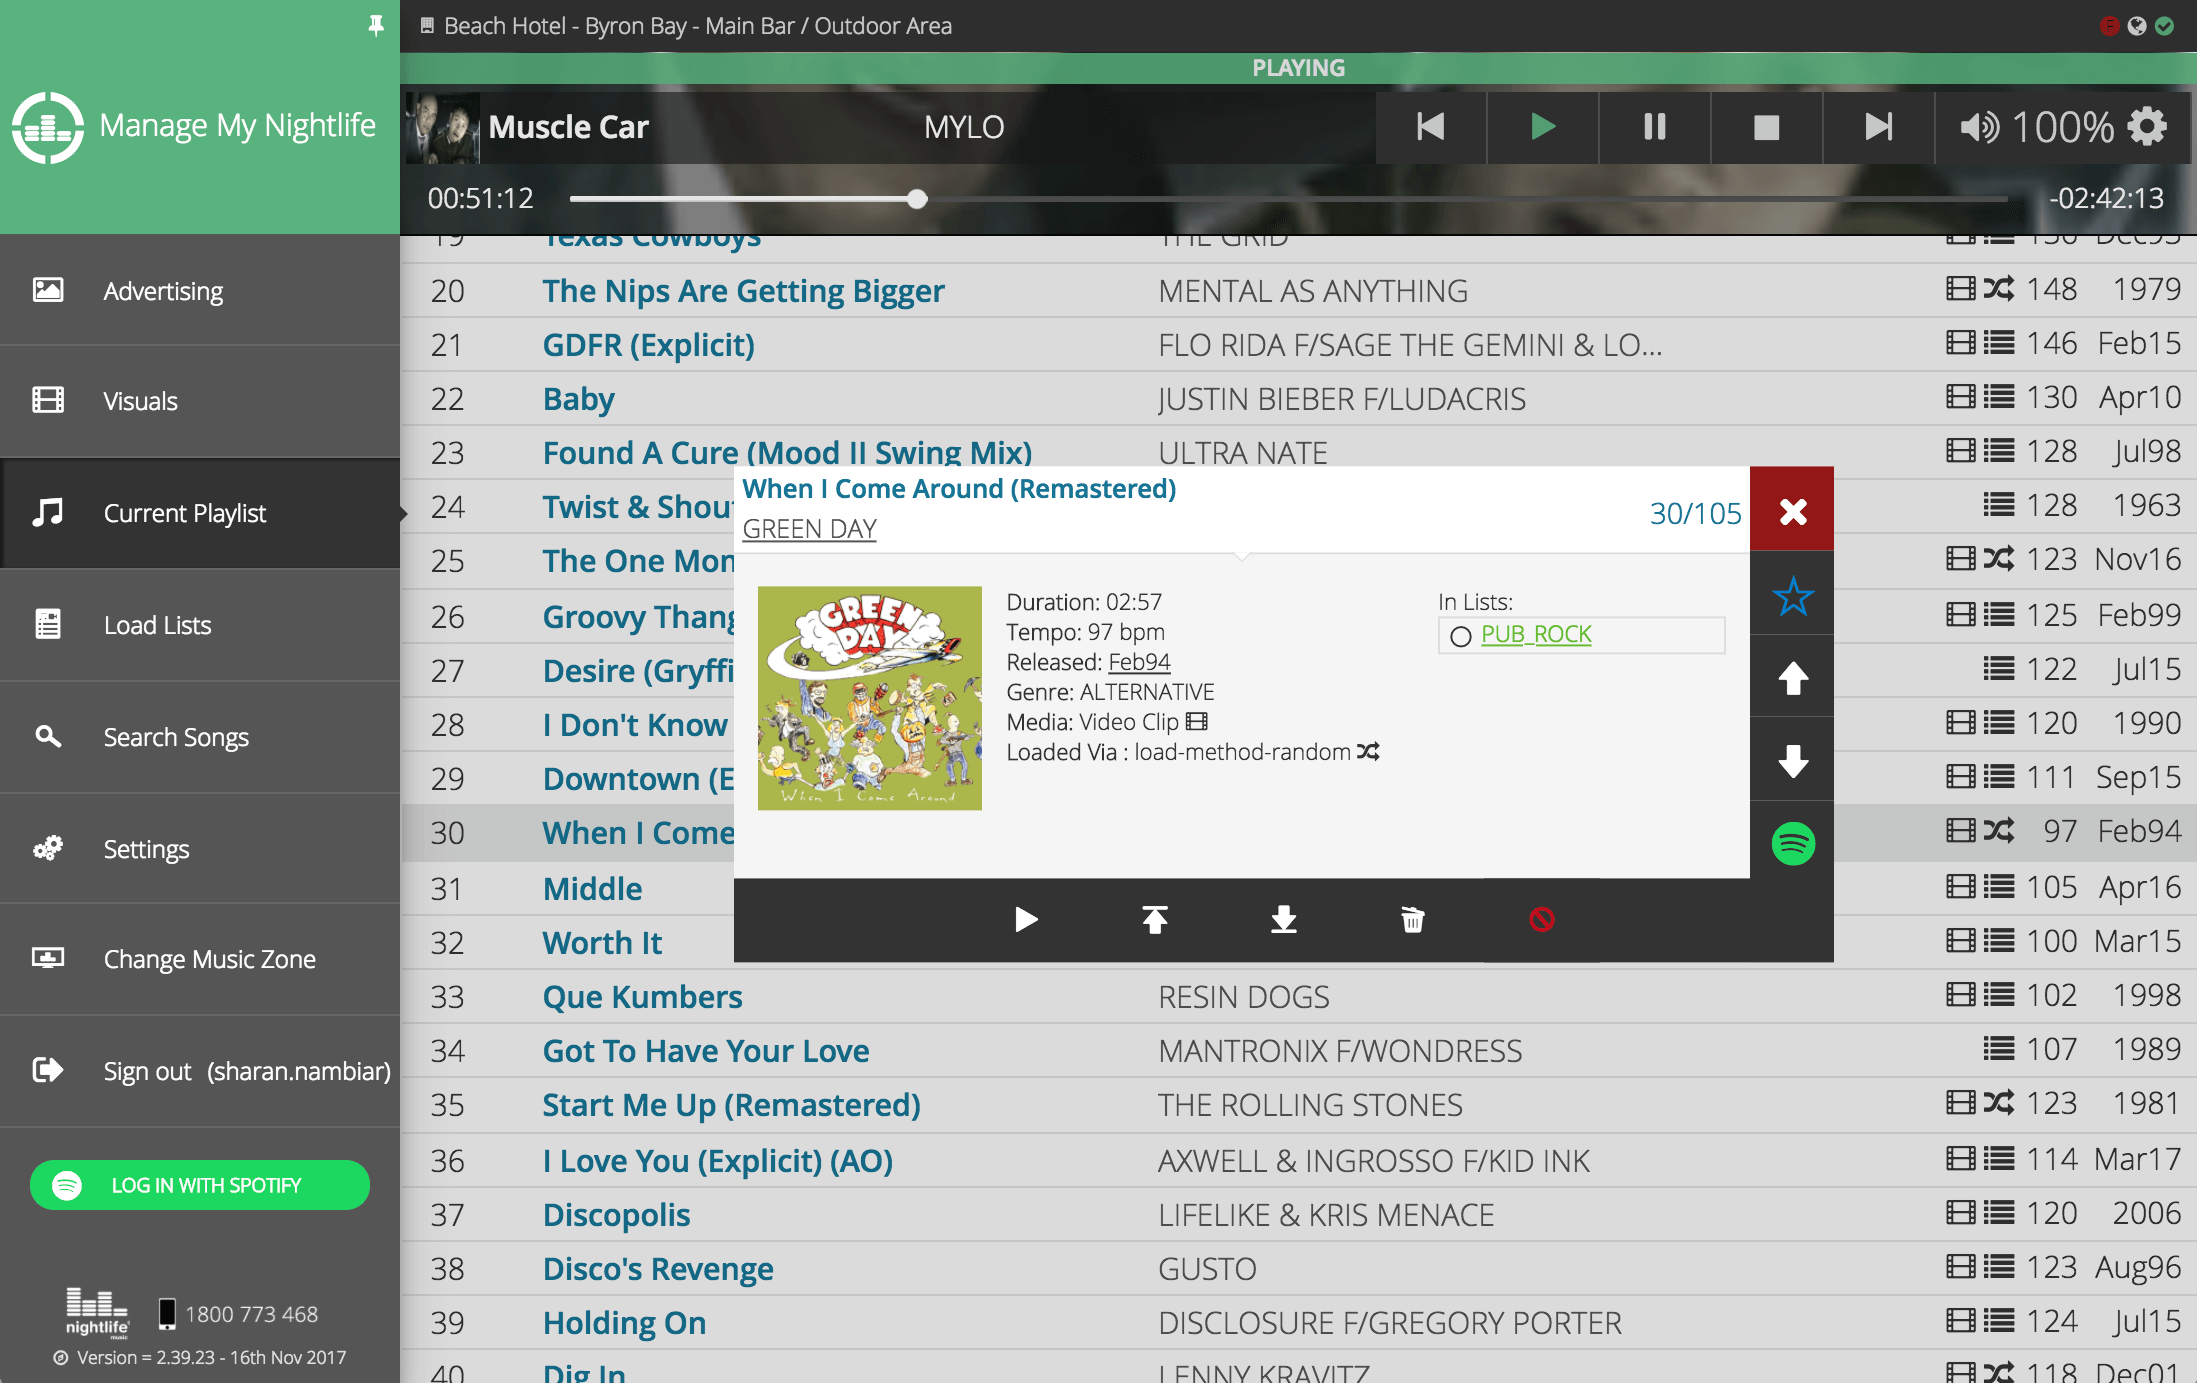 Beach Hotel - Byron Bay - Main Bar / Outdoor Area
PLAYING
Manage My Nightlife
Muscle Car MYLO 100%
00:51:12 -02:42:13
Advertising
Visuals
Current Playlist
Load Lists
Search Songs
Settings
Change Music Zone
Sign out (sharan.nambiar)
LOG IN WITH SPOTIFY
nightlife
music
1800 773 468
Version = 2.39.23 - 16th Nov 2017
19 Texas Cowboys THE GRID 130 Dec93
20 The Nips Are Getting Bigger MENTAL AS ANYTHING 148 1979
21 GDFR (Explicit) FLO RIDA F/SAGE THE GEMINI & LO... 146 Feb15
22 Baby JUSTIN BIEBER F/LUDACRIS 130 Apr10
23 Found A Cure (Mood II Swing Mix) ULTRA NATE 128 Jul98
24 Twist & Shou 128 1963
25 The One Mon 123 Nov16
26 Groovy Thang 125 Feb99
27 Desire (Gryffi 122 Jul15
28 I Don't Know 120 1990
29 Downtown (E 111 Sep15
30 When I Come 97 Feb94
31 Middle 105 Apr16
32 Worth It 100 Mar15
33 Que Kumbers RESIN DOGS 102 1998
34 Got To Have Your Love MANTRONIX F/WONDRESS 107 1989
35 Start Me Up (Remastered) THE ROLLING STONES 123 1981
36 I Love You (Explicit) (AO) AXWELL & INGROSSO F/KID INK 114 Mar17
37 Discopolis LIFELIKE & KRIS MENACE 120 2006
38 Disco's Revenge GUSTO 123 Aug96
39 Holding On DISCLOSURE F/GREGORY PORTER 124 Jul15
40 Dig In LENNY KRAVITZ 118 Dec01
When I Come Around (Remastered)
GREEN DAY
30/105
GREEN DAY
When I Come Around
Duration: 02:57
Tempo: 97 bpm
Released: Feb94
Genre: ALTERNATIVE
Media: Video Clip
Loaded Via : load-method-random
In Lists:
PUB_ROCK